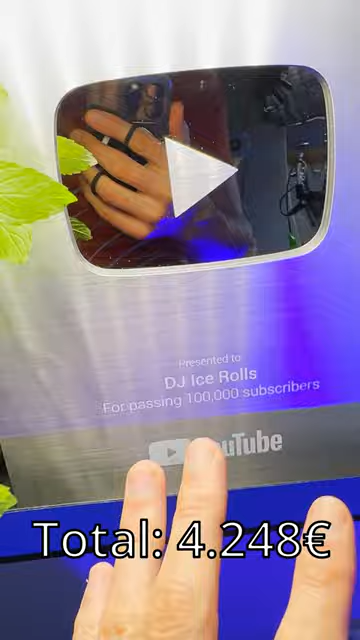 Presented to
DJ Ice Rolls
For passing 100,000 subscribers
YouTube
Total: 4.248€